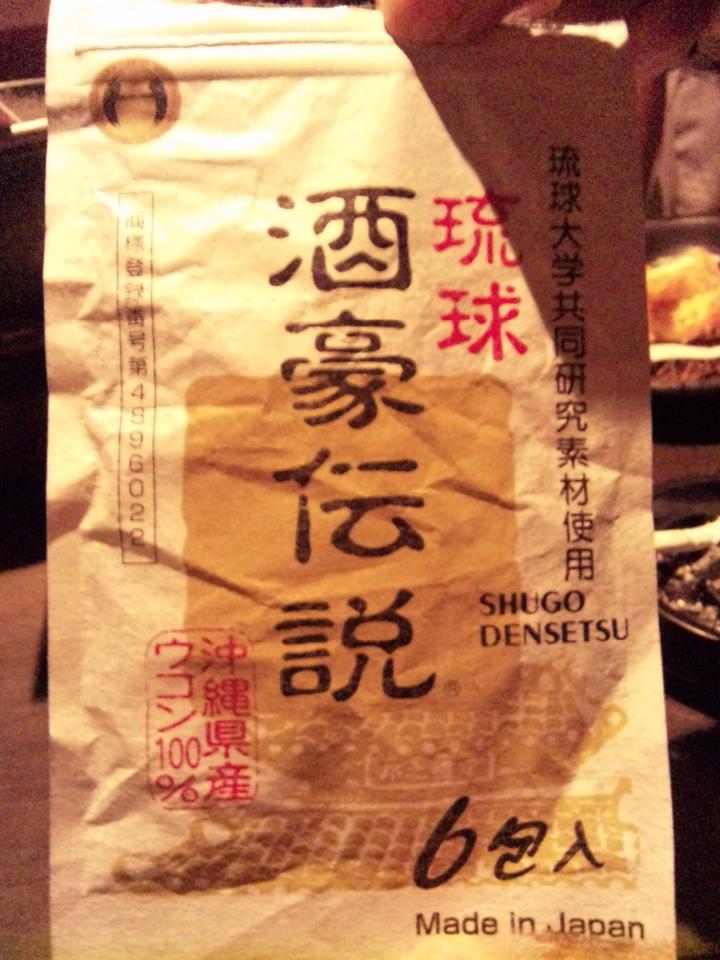 琉球大学共同研究素材使用
琉球
酒豪伝説
®
商標登録番号第4996022
SHUGO
DENSETSU
沖縄県産
ウコン100%
6包入
Made in Japan